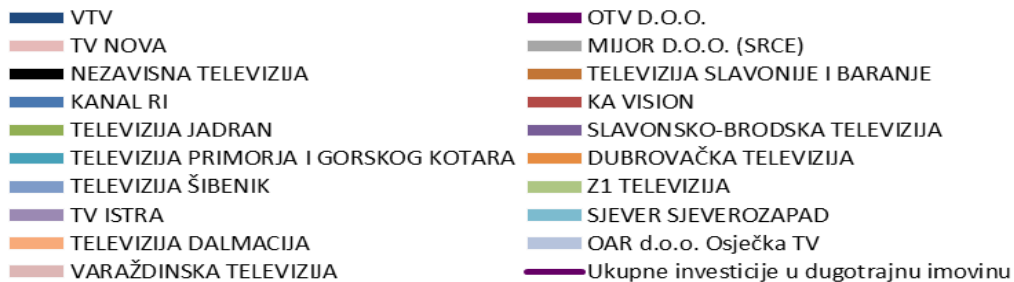 VTV
TV NOVA
NEZAVISNA TELEVIZIJA
KANAL RI
TELEVIZIJA JADRAN
TELEVIZIJA PRIMORJA I GORSKOG KOTARA
TELEVIZIJA ŠIBENIK
TV ISTRA
TELEVIZIJA DALMACIJA
VARAŽDINSKA TELEVIZIJA
OTV D.O.O.
MIJOR D.O.O. (SRCE)
TELEVIZIJA SLAVONIJE I BARANJE
KA VISION
SLAVONSKO-BRODSKA TELEVIZIJA
DUBROVAČKA TELEVIZIJA
Z1 TELEVIZIJA
SJEVER SJEVEROZAPAD
OAR d.o.o. Osječka TV
Ukupne investicije u dugotrajnu imovinu